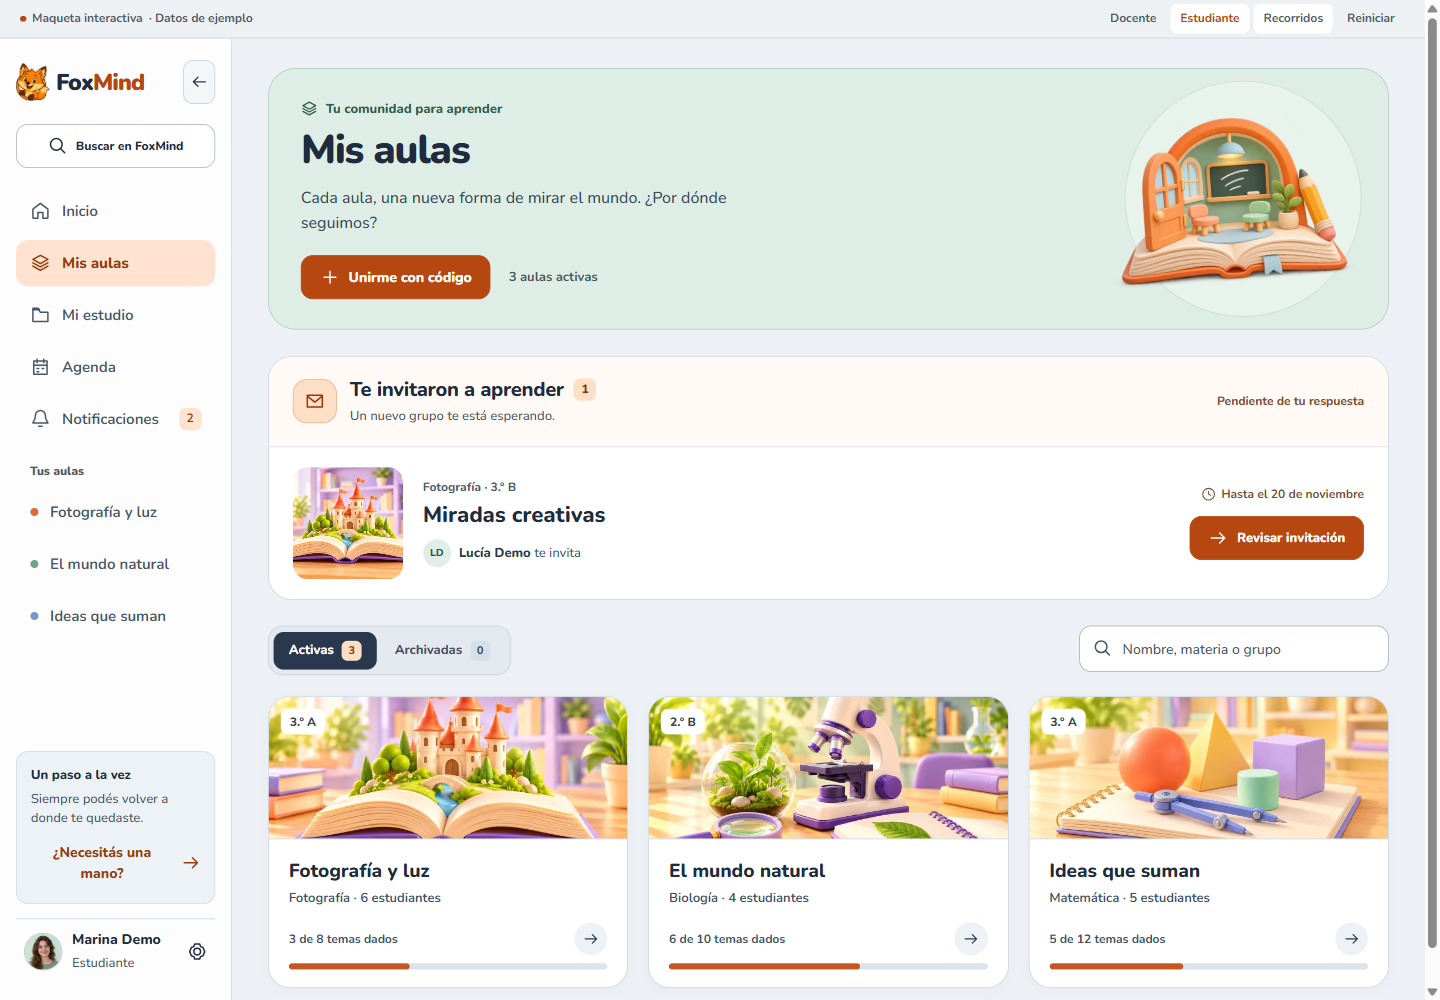 Maqueta interactiva · Datos de ejemplo
Docente
Estudiante
Recorridos
Reiniciar
FoxMind
Buscar en FoxMind
Inicio
Mis aulas
Mi estudio
Agenda
Notificaciones 2
Tus aulas
Fotografía y luz
El mundo natural
Ideas que suman
Un paso a la vez
Siempre podés volver a
donde te quedaste.
¿Necesitás una
mano?
Marina Demo
Estudiante
Tu comunidad para aprender
Mis aulas
Cada aula, una nueva forma de mirar el mundo. ¿Por dónde
seguimos?
Unirme con código
3 aulas activas
Te invitaron a aprender 1
Un nuevo grupo te está esperando.
Pendiente de tu respuesta
Fotografía · 3.º B
Miradas creativas
LD Lucía Demo te invita
Hasta el 20 de noviembre
Revisar invitación
Activas 3
Archivadas 0
Nombre, materia o grupo
3.º A
Fotografía y luz
Fotografía · 6 estudiantes
3 de 8 temas dados
2.º B
El mundo natural
Biología · 4 estudiantes
6 de 10 temas dados
3.º A
Ideas que suman
Matemática · 5 estudiantes
5 de 12 temas dados